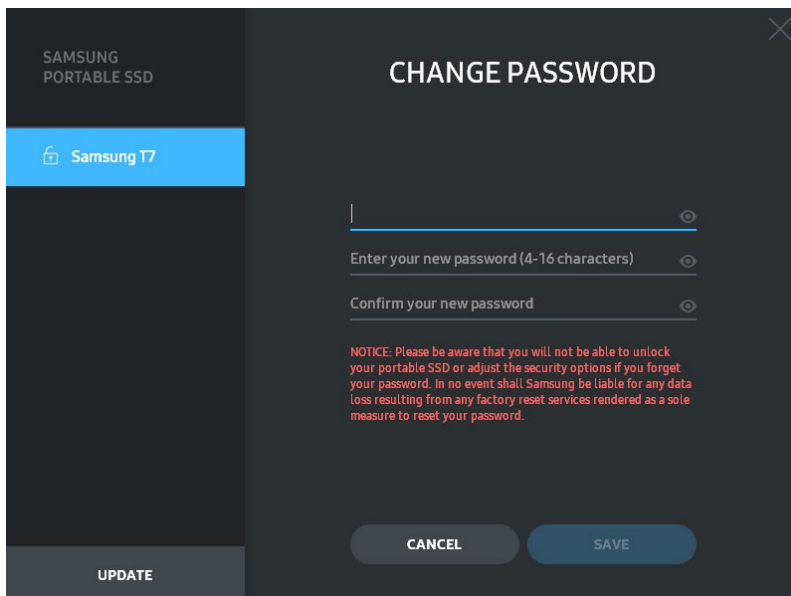 SAMSUNG
PORTABLE SSD
Samsung T7
UPDATE
CHANGE PASSWORD
Enter your new password (4-16 characters)
Confirm your new password
NOTICE: Please be aware that you will not be able to unlock
your portable SSD or adjust the security options if you forget
your password. In no event shall Samsung be liable for any data
loss resulting from any factory reset services rendered as a sole
measure to reset your password.
CANCEL
SAVE